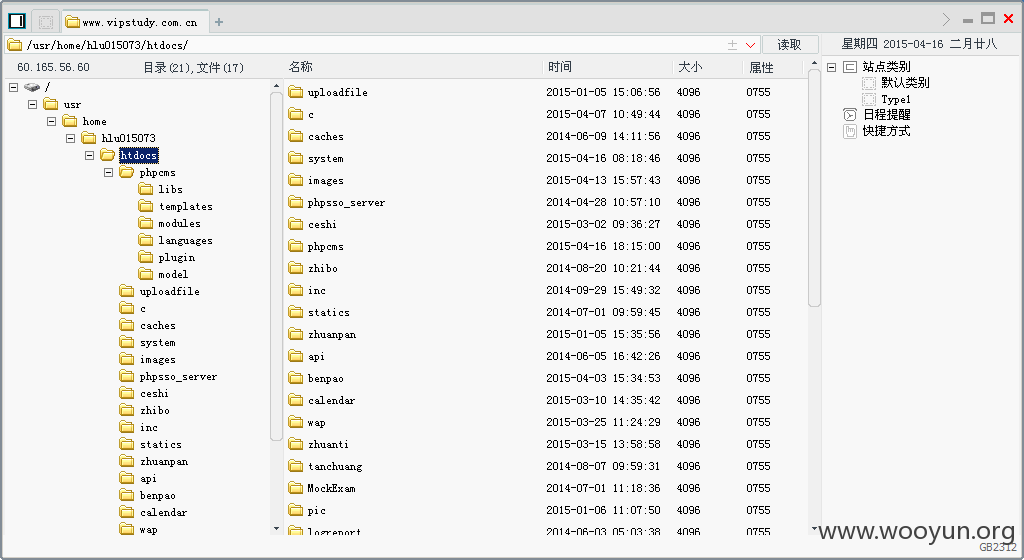 www.vipstudy.com.cn
/usr/home/hlu015073/htdocs/
读取
星期四 2015-04-16 二月廿八
60.165.56.60
目录(21),文件(17)
名称 时间 大小 属性
/
usr
home
hlu015073
htdocs
phpcms
libs
templates
modules
languages
plugin
model
uploadfile
c
caches
system
images
phpsso_server
ceshi
zhibo
inc
statics
zhuanpan
api
benpao
calendar
wap
uploadfile 2015-01-05 15:06:56 4096 0755
c 2015-04-07 10:49:44 4096 0755
caches 2014-06-09 14:11:56 4096 0755
system 2015-04-16 08:18:46 4096 0755
images 2015-04-13 15:57:43 4096 0755
phpsso_server 2014-04-28 10:57:10 4096 0755
ceshi 2015-03-02 09:36:27 4096 0755
phpcms 2015-04-16 18:15:00 4096 0755
zhibo 2014-08-20 10:21:44 4096 0755
inc 2014-09-29 15:49:32 4096 0755
statics 2014-07-01 09:59:45 4096 0755
zhuanpan 2015-01-05 15:35:56 4096 0755
api 2014-06-05 16:42:26 4096 0755
benpao 2015-04-03 15:34:53 4096 0755
calendar 2015-03-10 14:35:42 4096 0755
wap 2015-03-25 11:24:29 4096 0755
zhuanti 2015-03-15 13:58:58 4096 0755
tanchuang 2014-08-07 09:59:31 4096 0755
MockExam 2014-07-01 11:18:36 4096 0755
pic 2015-01-06 11:07:50 4096 0755
logreport 2014-06-03 05:03:38 4096 0755
站点类别
默认类别
Type1
日程提醒
快捷方式
www.wooyun.org
GB2312